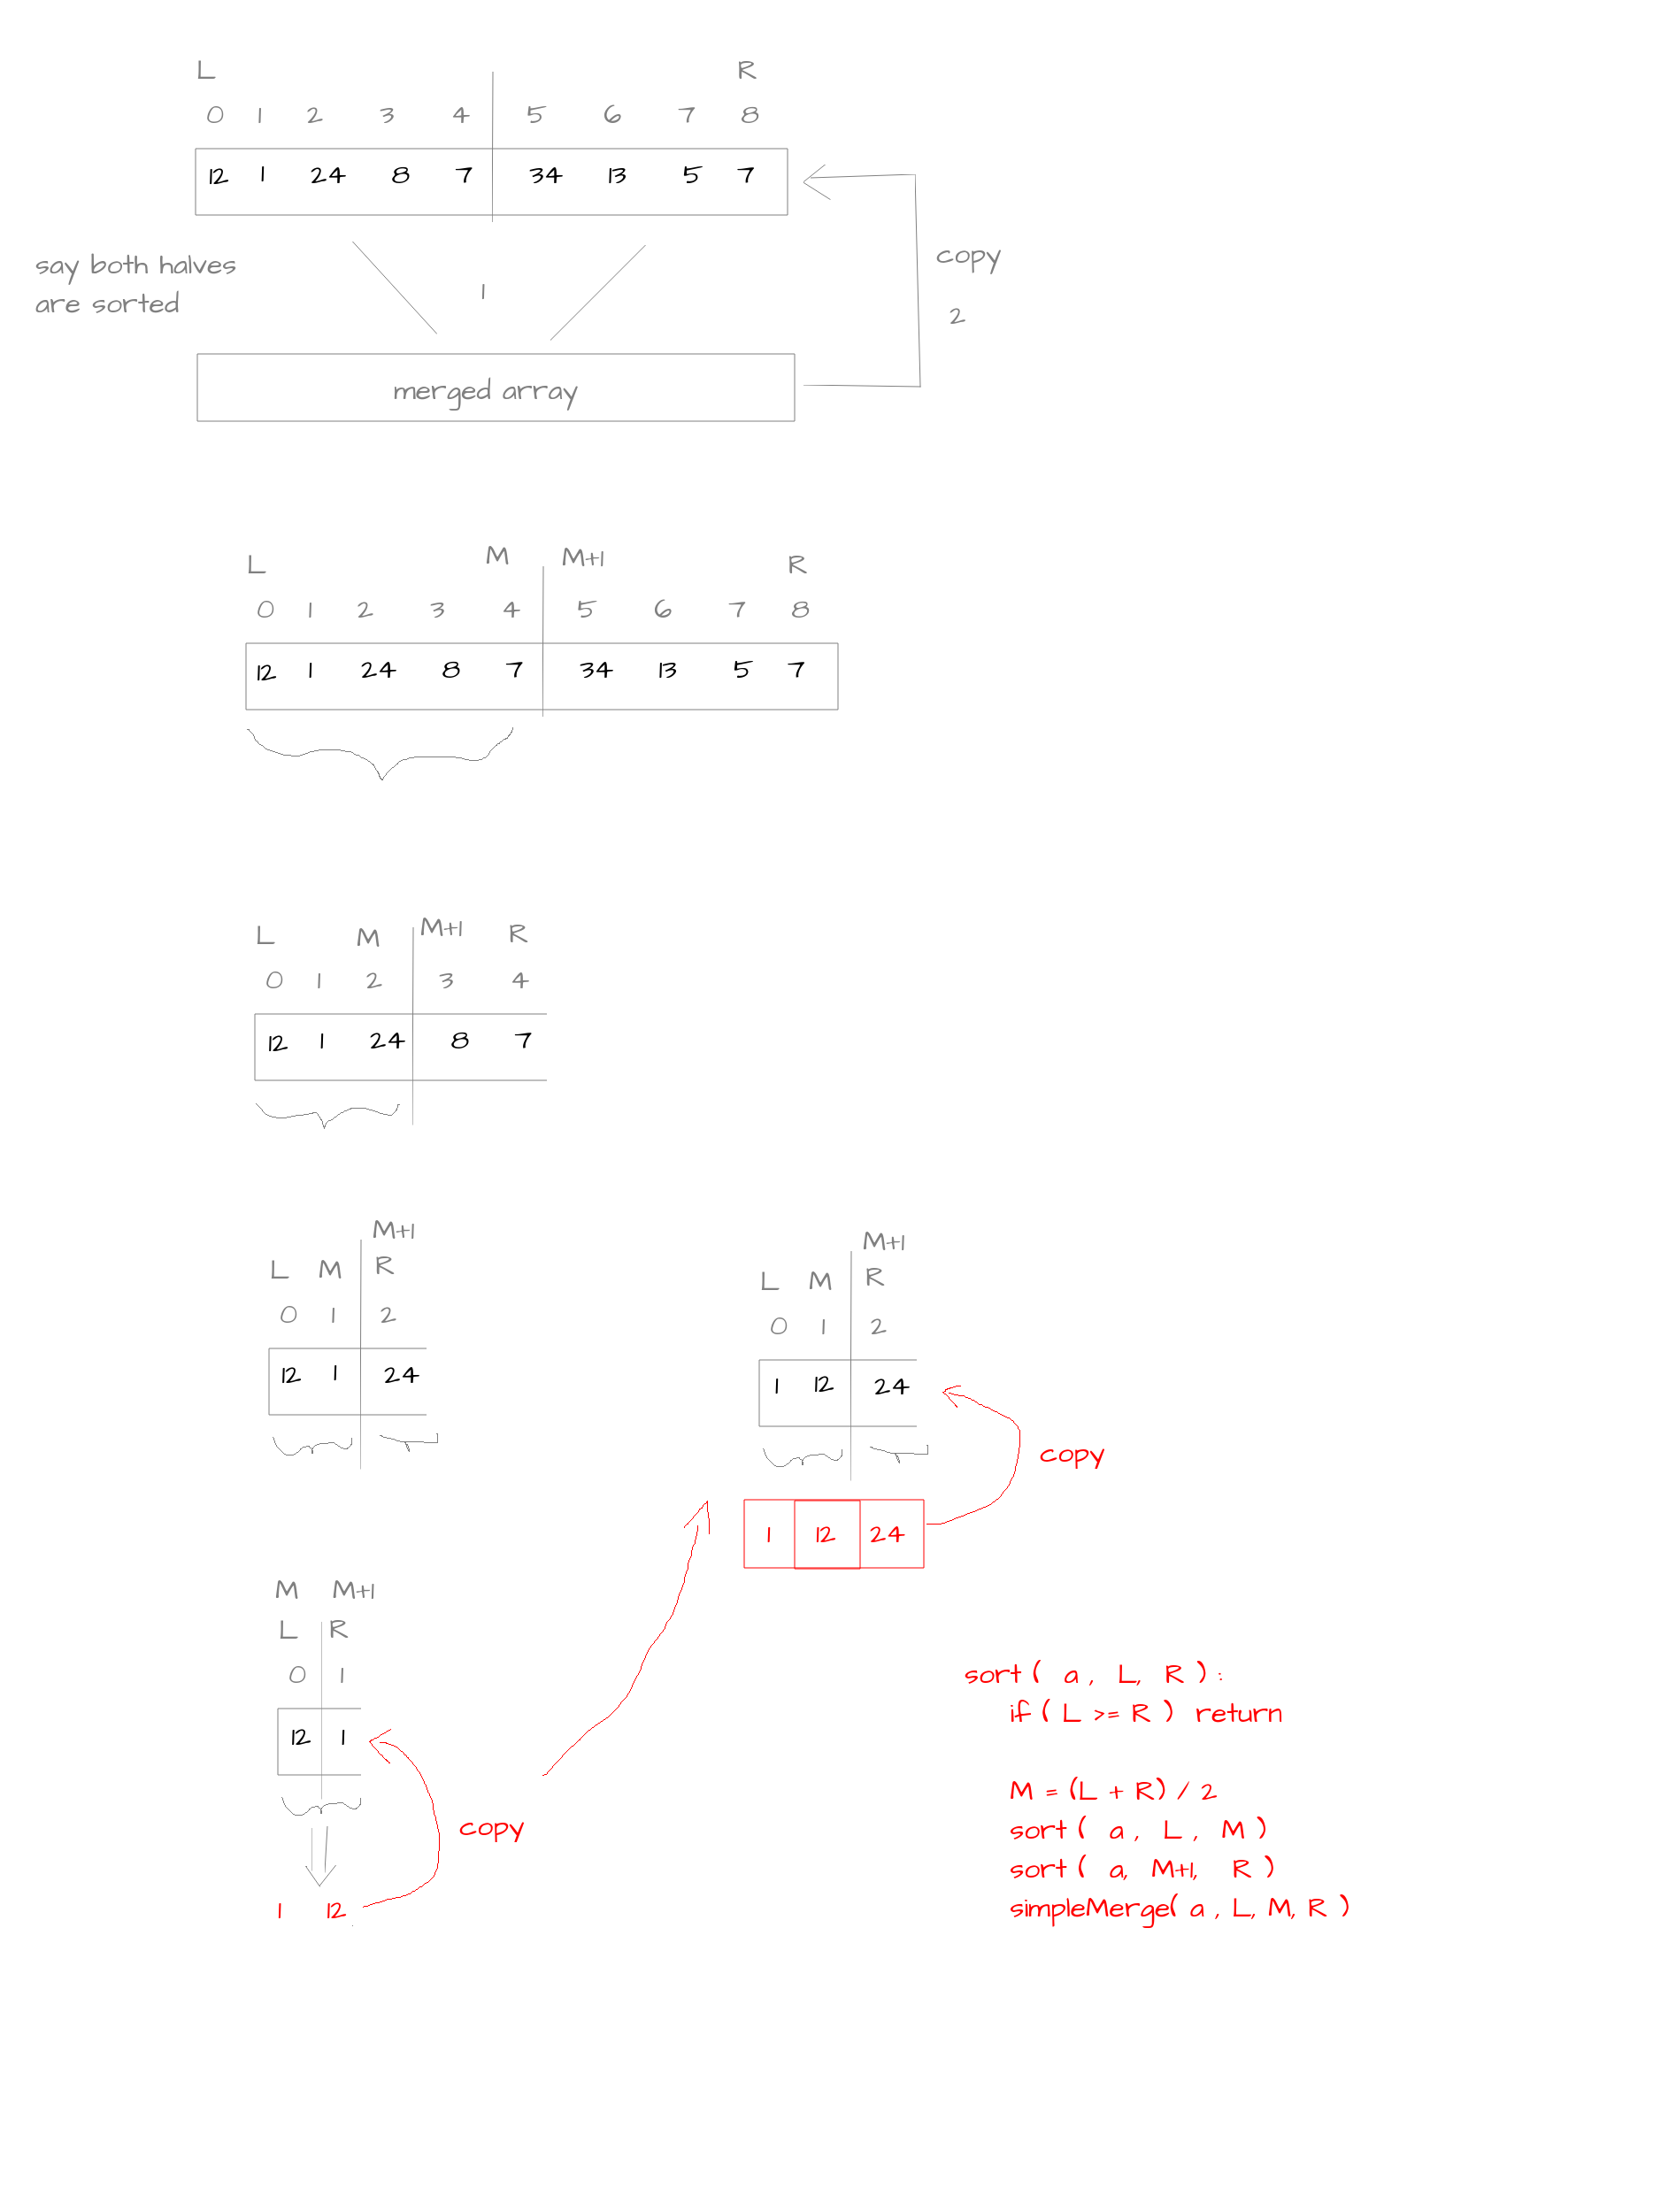 L R
0 1 2 3 4 5 6 7 8
12 1 24 8 7 34 13 5 7
say both halves
are sorted
1
copy
2
merged array
L M M+1 R
0 1 2 3 4 5 6 7 8
12 1 24 8 7 34 13 5 7
L M M+1 R
0 1 2 3 4
12 1 24 8 7
M+1
L M R
0 1 2
12 1 24
M+1
L M R
0 1 2
1 12 24
copy
1 12 24
M M+1
L R
0 1
12 1
copy
1 12
sort ( a , L, R ) :
if ( L >= R ) return
M = (L + R) / 2
sort ( a , L , M )
sort ( a, M+1, R )
simpleMerge( a , L, M, R )